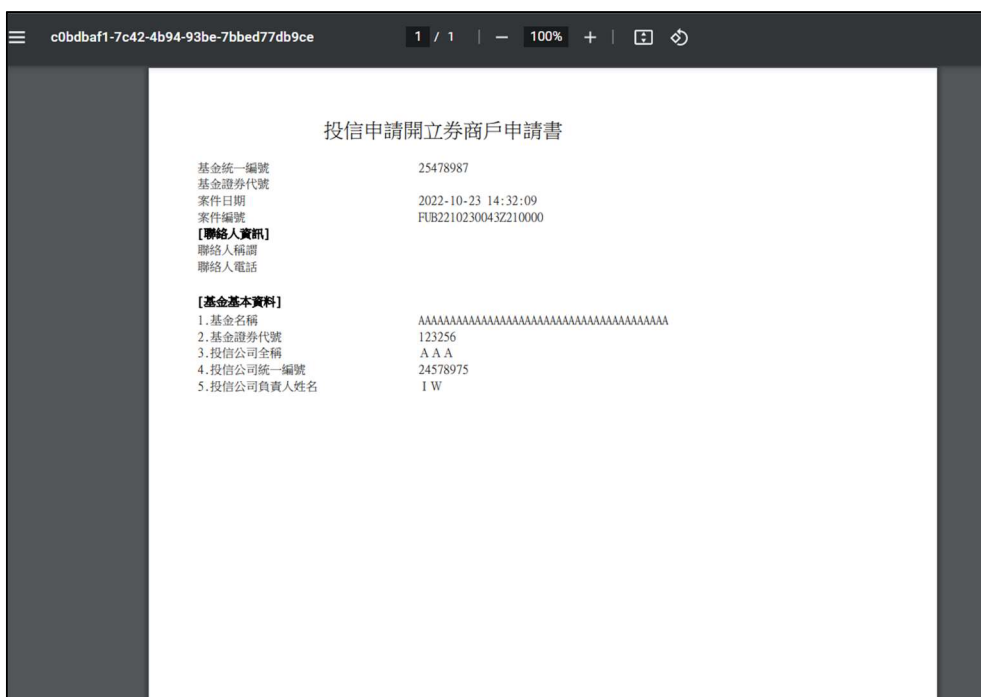 c0bdbaf1-7c42-4b94-93be-7bbed77db9ce 1 / 1 100%
投信申請開立券商戶申請書
基金統一編號 25478987
基金證券代號
案件日期 2022-10-23 14:32:09
案件編號 FUB2210230043Z210000
[聯絡人資訊]
聯絡人稱謂
聯絡人電話
[基金基本資料]
1.基金名稱 AAAAAAAAAAAAAAAAAAAAAAAAAAAAAAAAAAAAAAAA
2.基金證券代號 123256
3.投信公司全稱 A A A
4.投信公司統一編號 24578975
5.投信公司負責人姓名 I W